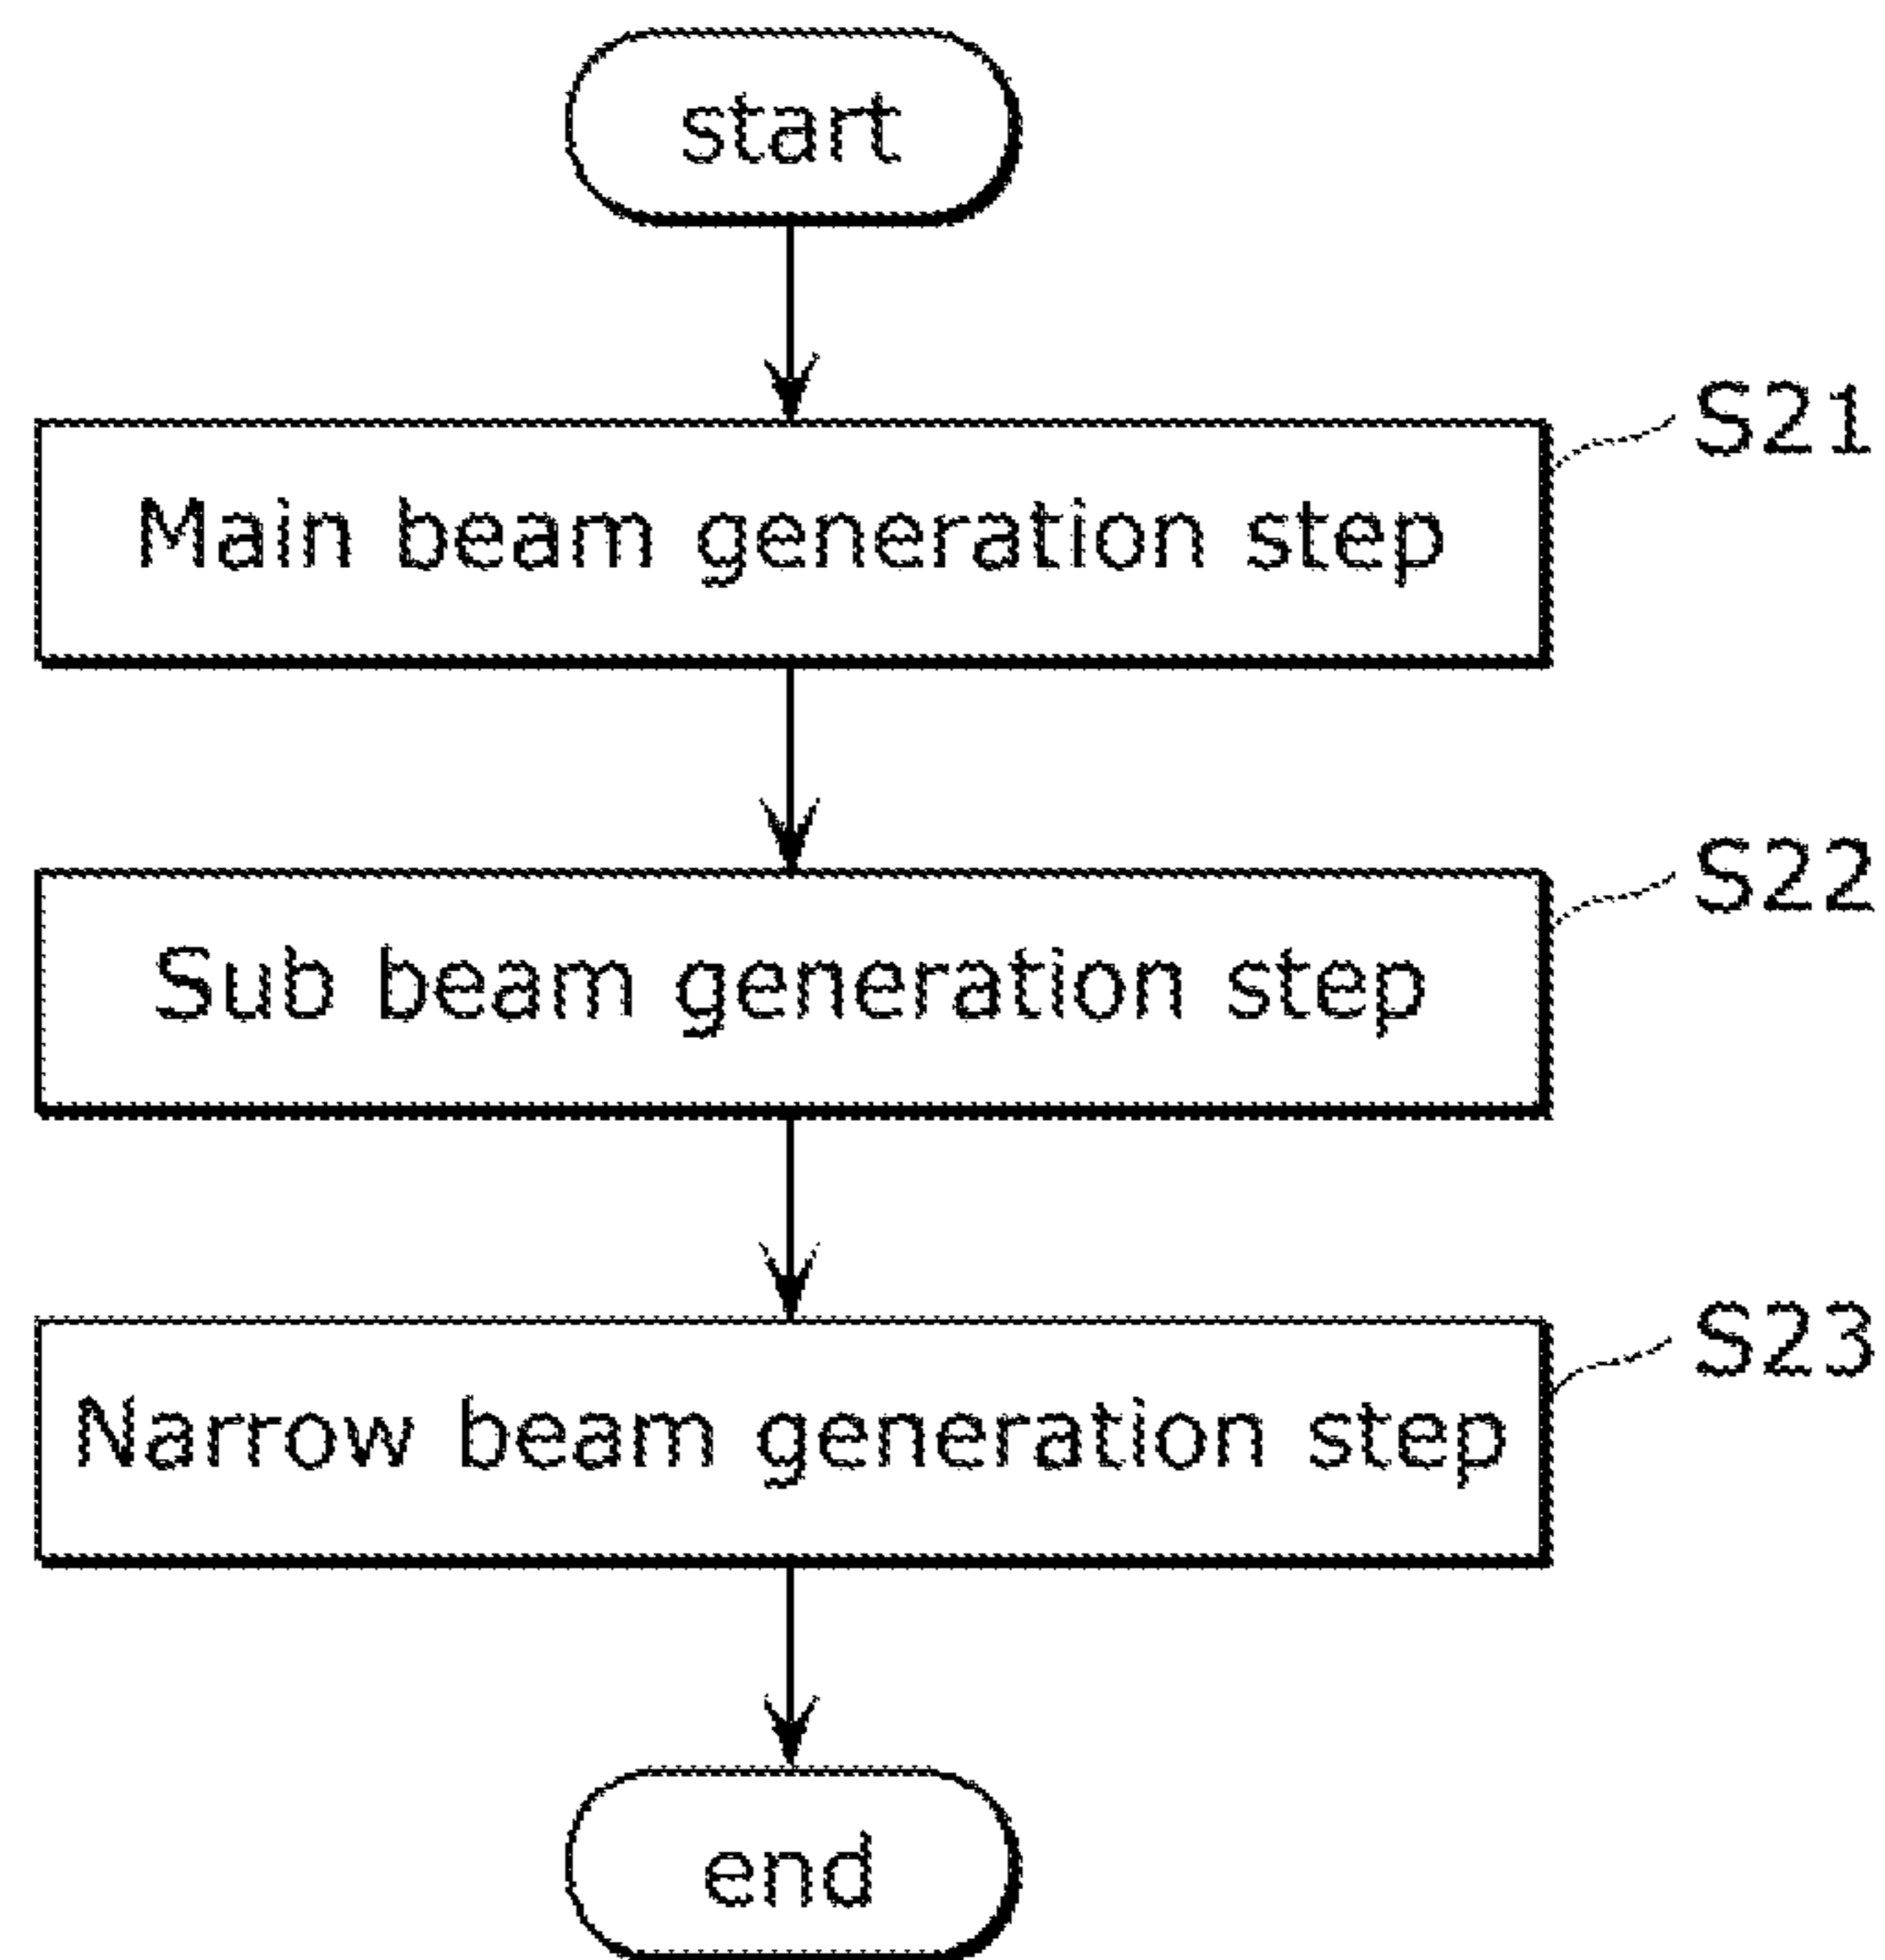 start
S21
Main beam generation step
S22
Sub beam generation step
S23
Narrow beam generation step
end